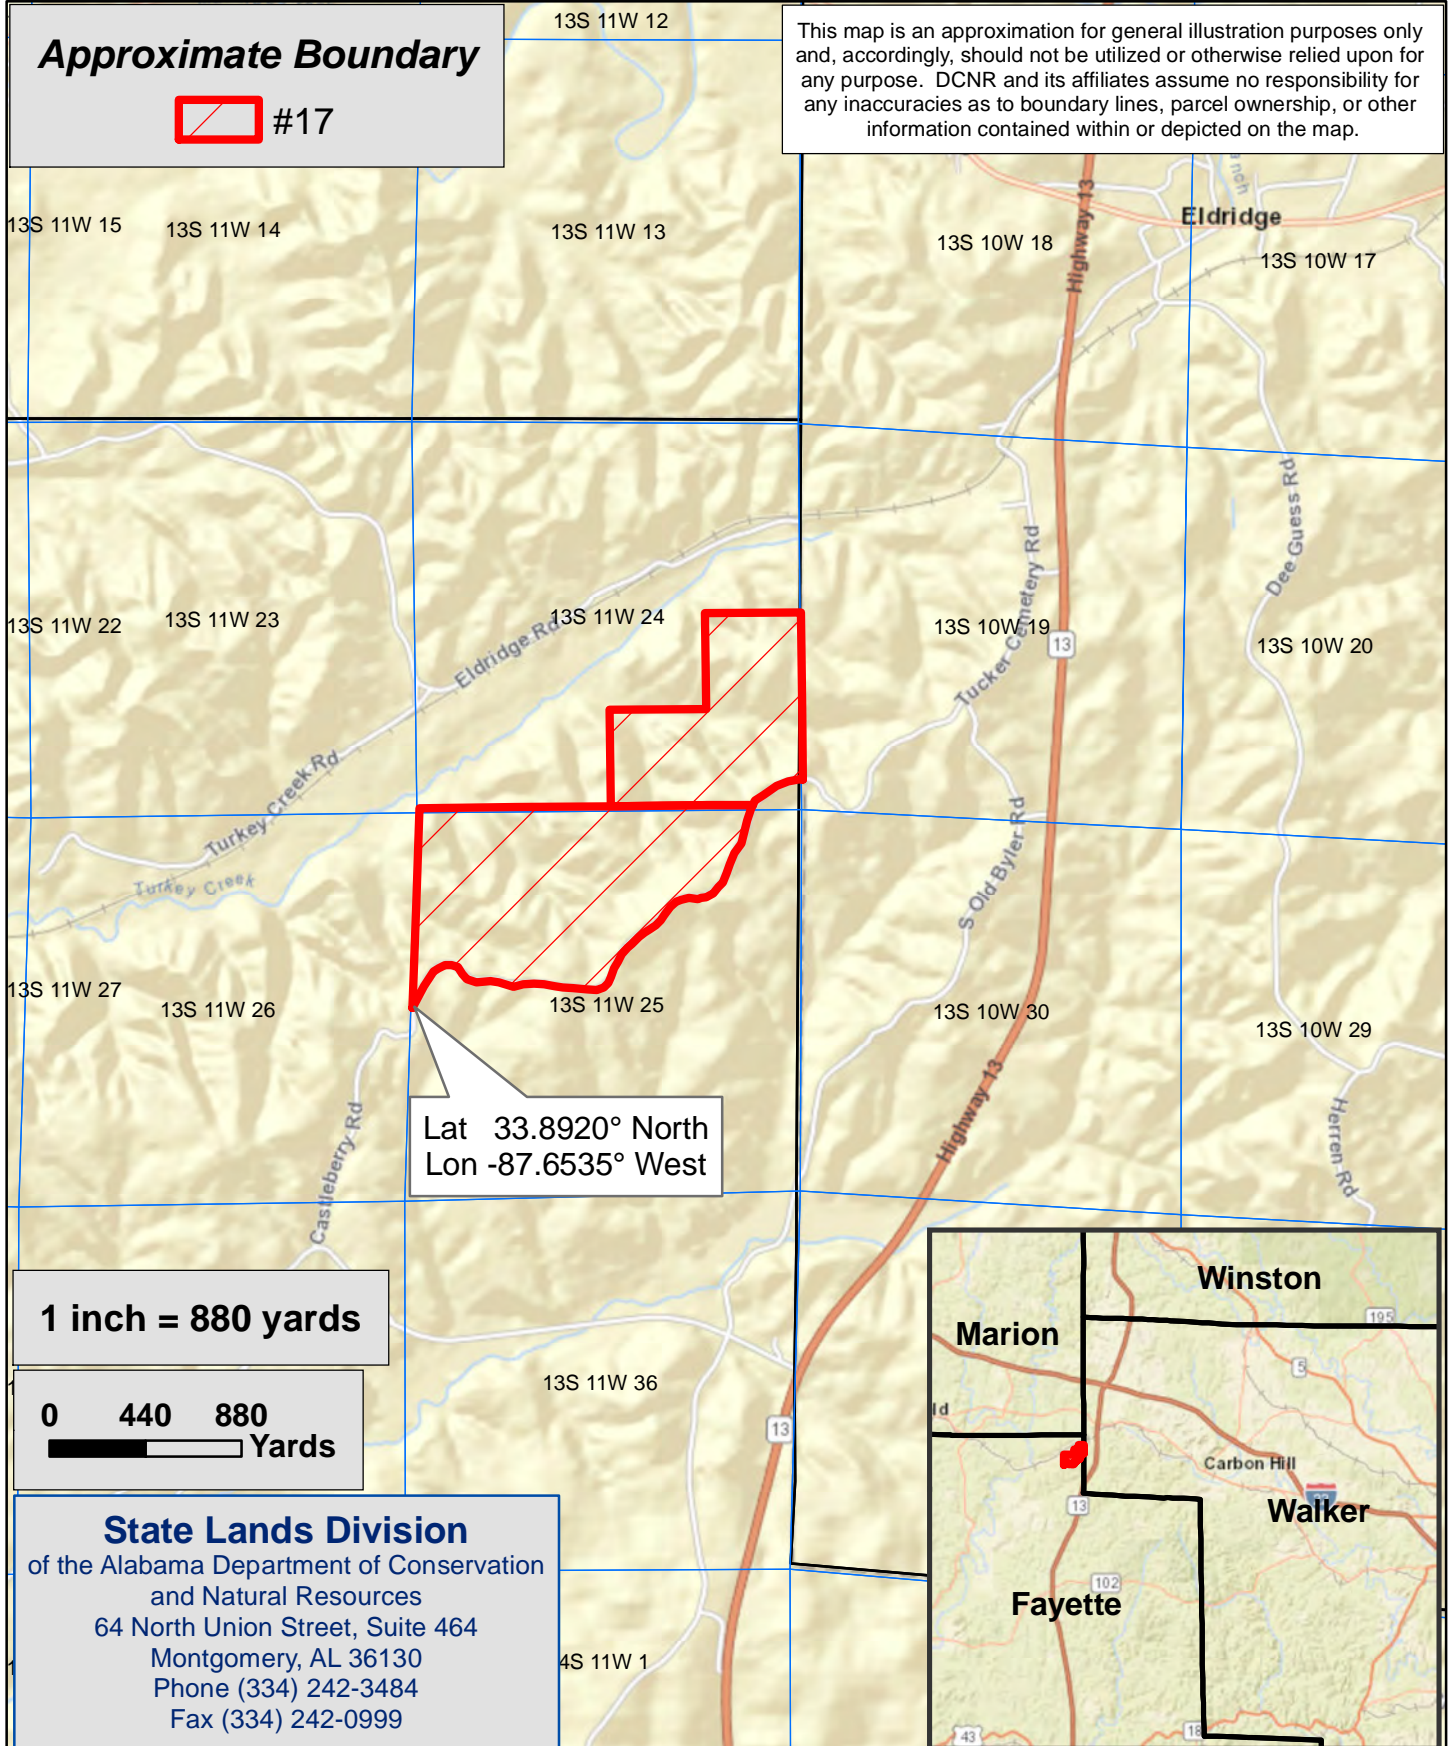 Approximate Boundary
#17
This map is an approximation for general illustration purposes only
and, accordingly, should not be utilized or otherwise relied upon for
any purpose. DCNR and its affiliates assume no responsibility for
any inaccuracies as to boundary lines, parcel ownership, or other
information contained within or depicted on the map.
13S 11W 12
13S 11W 15
13S 11W 14
13S 11W 13
13S 10W 18
Highway 13
Eldridge
13S 10W 17
13S 11W 22
13S 11W 23
13S 11W 24
Eldridge Rd
13S 10W 19
13
Tucker Cemetery Rd
Dee Guess Rd
13S 10W 20
Turkey Creek Rd
Turkey Creek
S Old Byler Rd
13S 11W 27
13S 11W 26
13S 11W 25
13S 10W 30
13S 10W 29
Highway 13
Herren Rd
Castleberry Rd
Lat 33.8920° North
Lon -87.6535° West
1 inch = 880 yards
0 440 880
Yards
13S 11W 36
13
4S 11W 1
State Lands Division
of the Alabama Department of Conservation
and Natural Resources
64 North Union Street, Suite 464
Montgomery, AL 36130
Phone (334) 242-3484
Fax (334) 242-0999
Winston
195
Marion
5
ld
Carbon Hill
13
Walker
102
Fayette
43
18